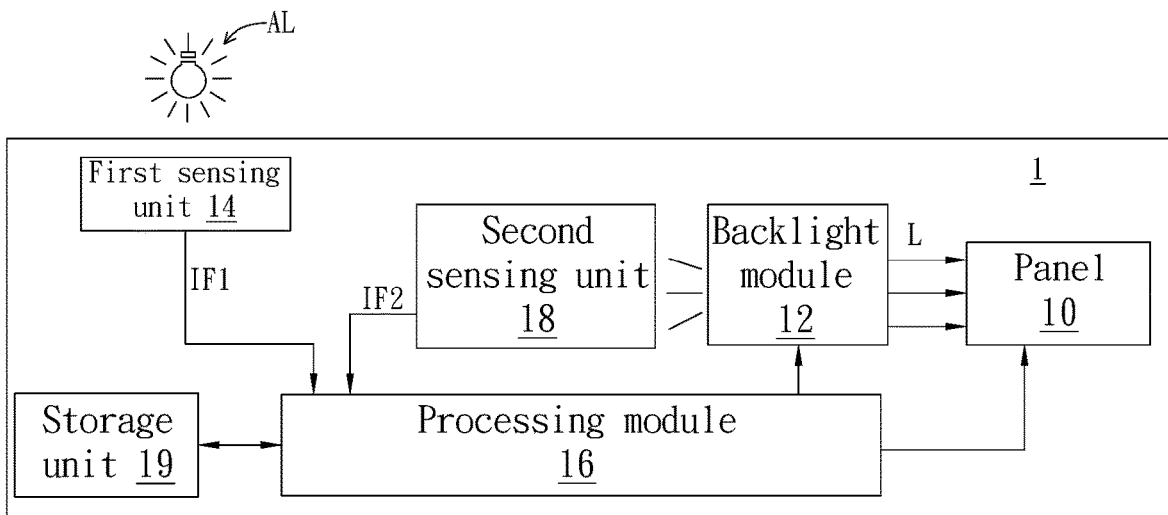 AL
1
First sensing
unit 14
IF1
Second
sensing unit
18
IF2
Backlight
module
12
L
Panel
10
Storage
unit 19
Processing module
16